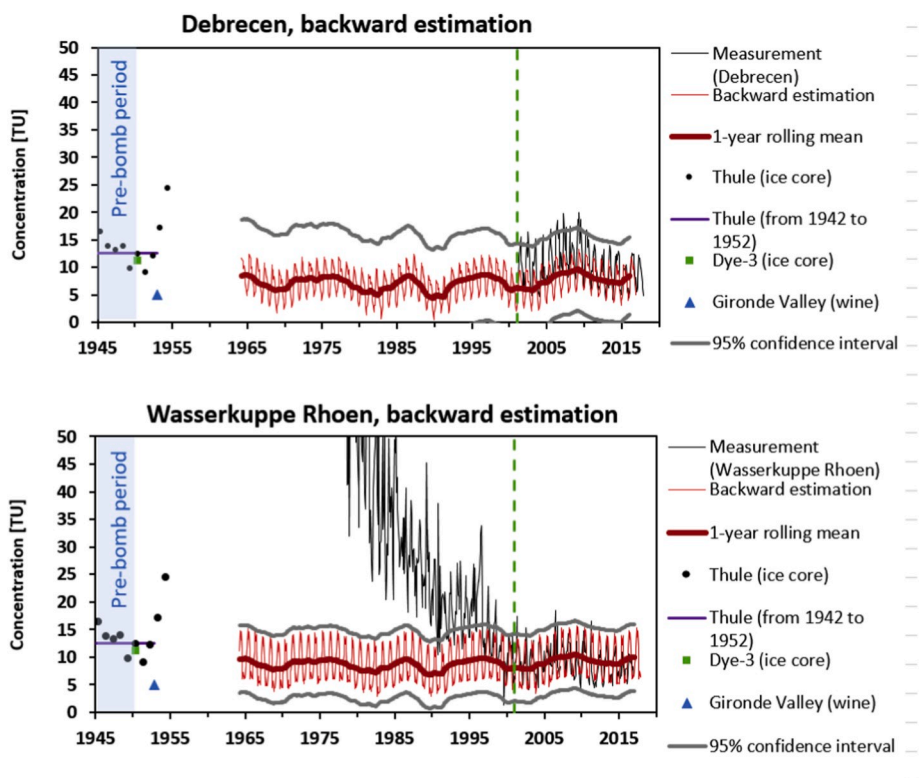 Debrecen, backward estimation
50
45
40
35
30
25
20
15
10
5
0
Concentration [TU]
Pre-bomb period
1945 1955 1965 1975 1985 1995 2005 2015
Measurement
(Debrecen)
Backward estimation
1-year rolling mean
Thule (ice core)
Thule (from 1942 to
1952)
Dye-3 (ice core)
Gironde Valley (wine)
95% confidence interval
Wasserkuppe Rhoen, backward estimation
50
45
40
35
30
25
20
15
10
5
0
Concentration [TU]
Pre-bomb period
1945 1955 1965 1975 1985 1995 2005 2015
Measurement
(Wasserkuppe Rhoen)
Backward estimation
1-year rolling mean
Thule (ice core)
Thule (from 1942 to
1952)
Dye-3 (ice core)
Gironde Valley (wine)
95% confidence interval